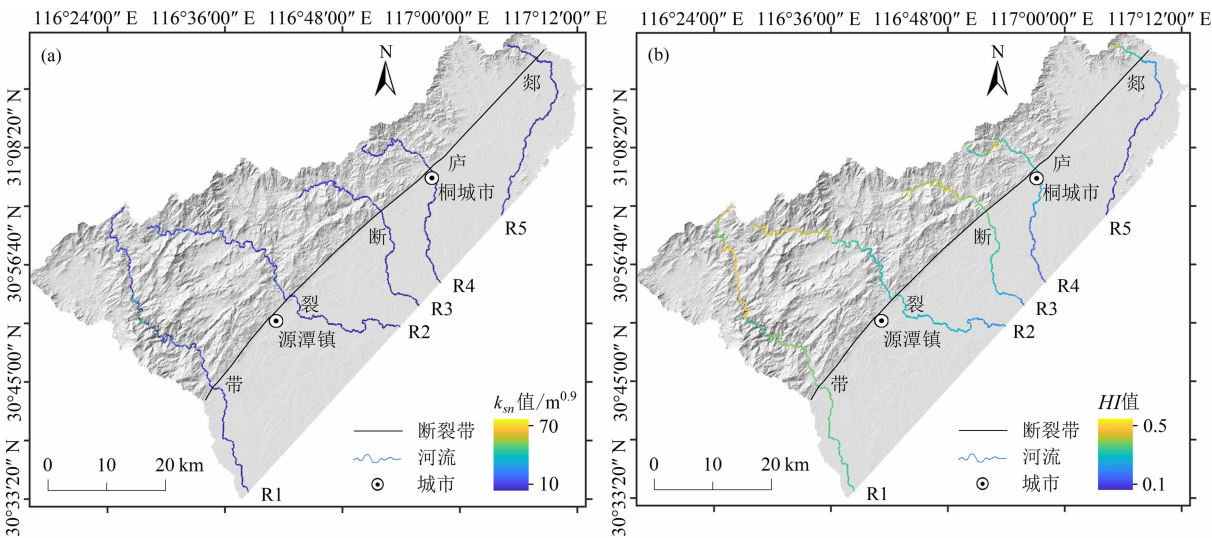 116°24′00″ E 116°36′00″ E 116°48′00″ E 117°00′00″ E 117°12′00″ E
(a)
N
郯
庐
桐城市
断
裂
源潭镇
带
R5
R4
R3
R2
R1
31°08′20″ N
30°56′40″ N
30°45′00″ N
30°33′20″ N
ksn值/m0.9
70
10
断裂带
河流
城市
0 10 20 km
116°24′00″ E 116°36′00″ E 116°48′00″ E 117°00′00″ E 117°12′00″ E
(b)
N
郯
庐
桐城市
断
裂
源潭镇
带
R5
R4
R3
R2
R1
31°08′20″ N
30°56′40″ N
30°45′00″ N
30°33′20″ N
HI值
0.5
0.1
断裂带
河流
城市
0 10 20 km